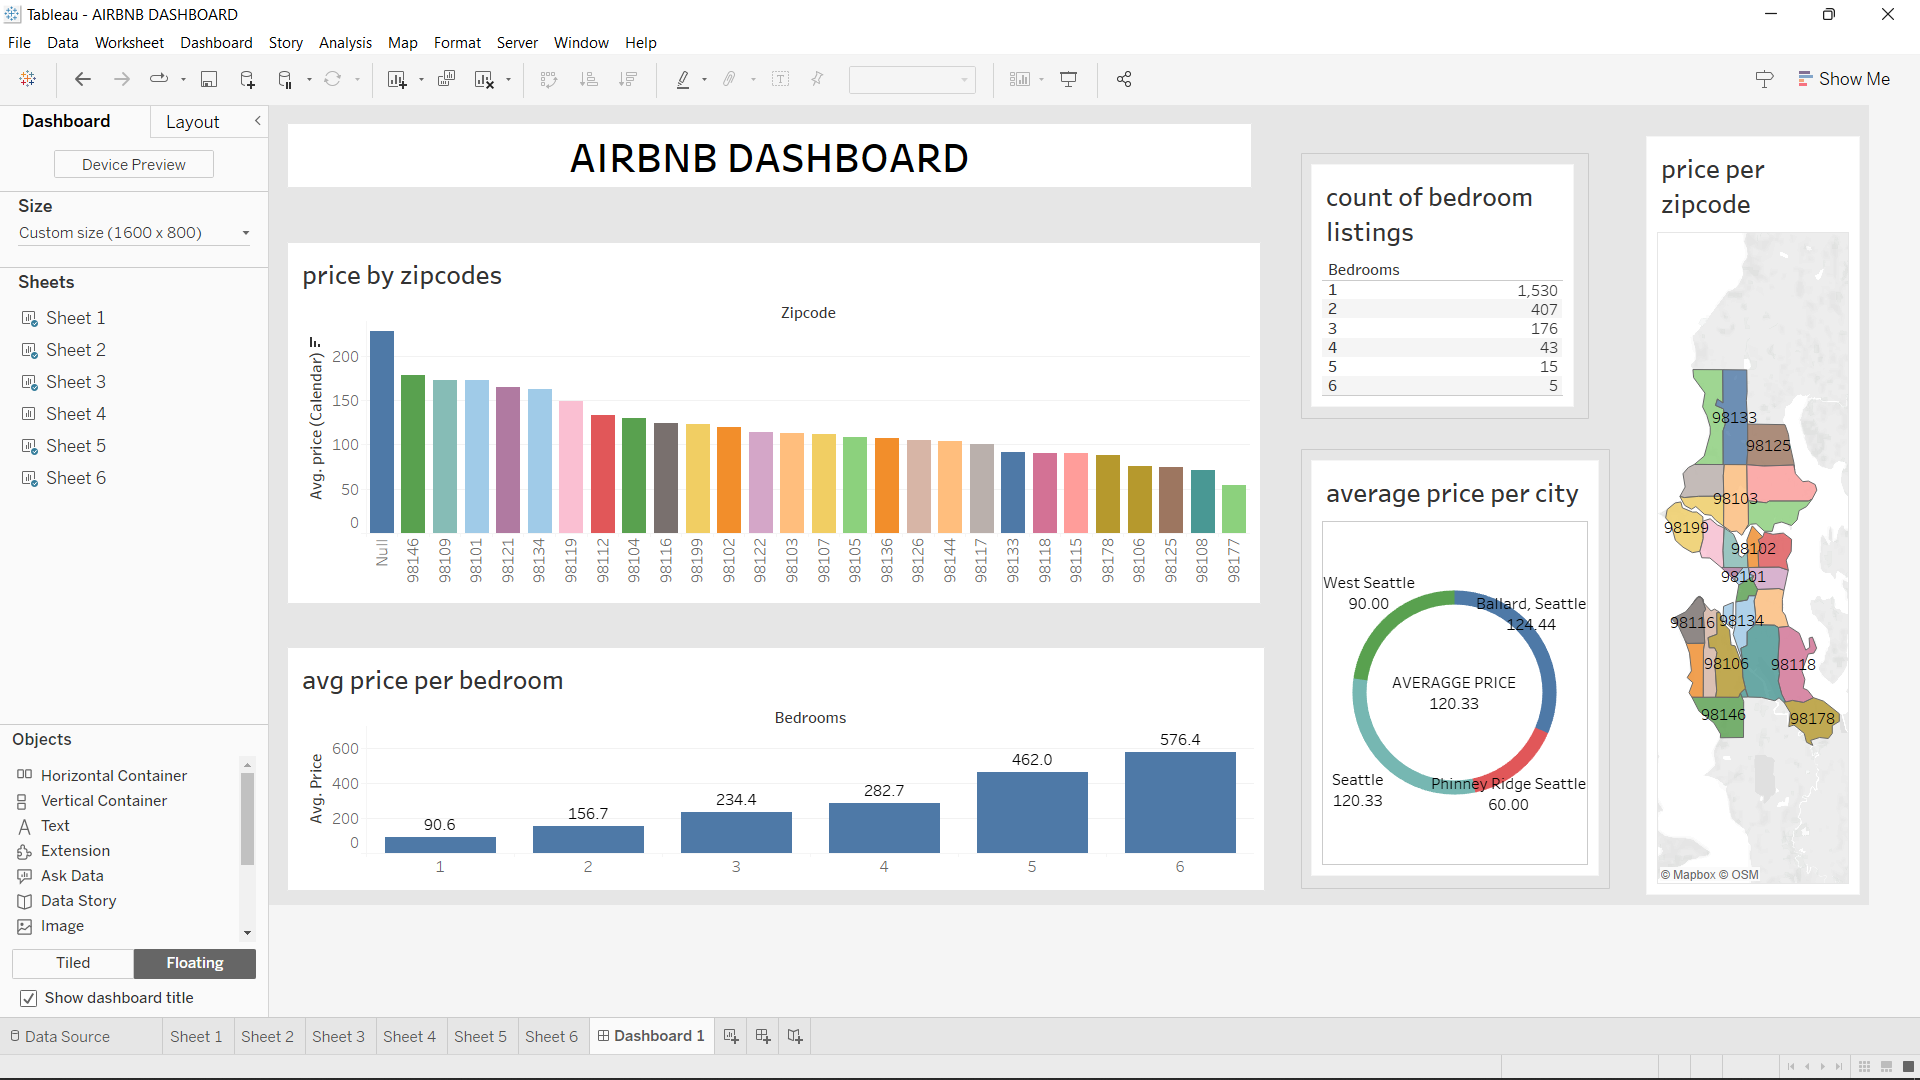 Tableau - AIRBNB DASHBOARD
File Data Worksheet Dashboard Story Analysis Map Format Server Window Help
Show Me
Dashboard Layout
Device Preview
Size
Custom size (1600 x 800)
Sheets
Sheet 1
Sheet 2
Sheet 3
Sheet 4
Sheet 5
Sheet 6
Objects
Horizontal Container
Vertical Container
Text
Extension
Ask Data
Data Story
Image
Tiled Floating
Show dashboard title
AIRBNB DASHBOARD
price by zipcodes
Zipcode
Avg. price (Calendar)
200
150
100
50
0
Null 98146 98109 98101 98121 98134 98119 98112 98104 98116 98199 98102 98122 98103 98107 98105 98136 98126 98144 98117 98133 98118 98115 98178 98106 98125 98108 98177
avg price per bedroom
Bedrooms
Avg. Price
600
400
200
0
90.6 156.7 234.4 282.7 462.0 576.4
1 2 3 4 5 6
count of bedroom
listings
Bedrooms
1 1,530
2 407
3 176
4 43
5 15
6 5
average price per city
West Seattle
90.00
Ballard, Seattle
124.44
AVERAGGE PRICE
120.33
Seattle
120.33
Phinney Ridge Seattle
60.00
price per
zipcode
98133
98125
98103
98199
98102
98101
98116
98134
98106
98118
98146
98178
© Mapbox © OSM
Data Source Sheet 1 Sheet 2 Sheet 3 Sheet 4 Sheet 5 Sheet 6 Dashboard 1